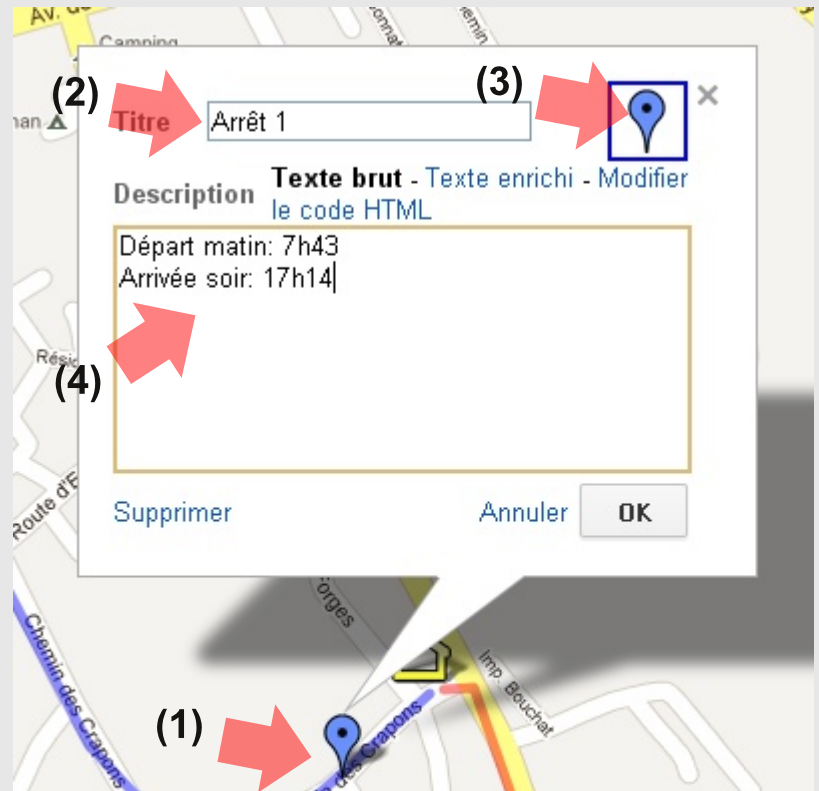 Av. de
Camping
(2)
(3)
Titre
Arrêt 1
Description
Texte brut - Texte enrichi - Modifier
le code HTML
Départ matin: 7h43
Arrivée soir: 17h14
(4)
Supprimer
Annuler
OK
Route d'E
Forges
Chemin des Crapons
Imp. Bouchat
(1)
des Crapons